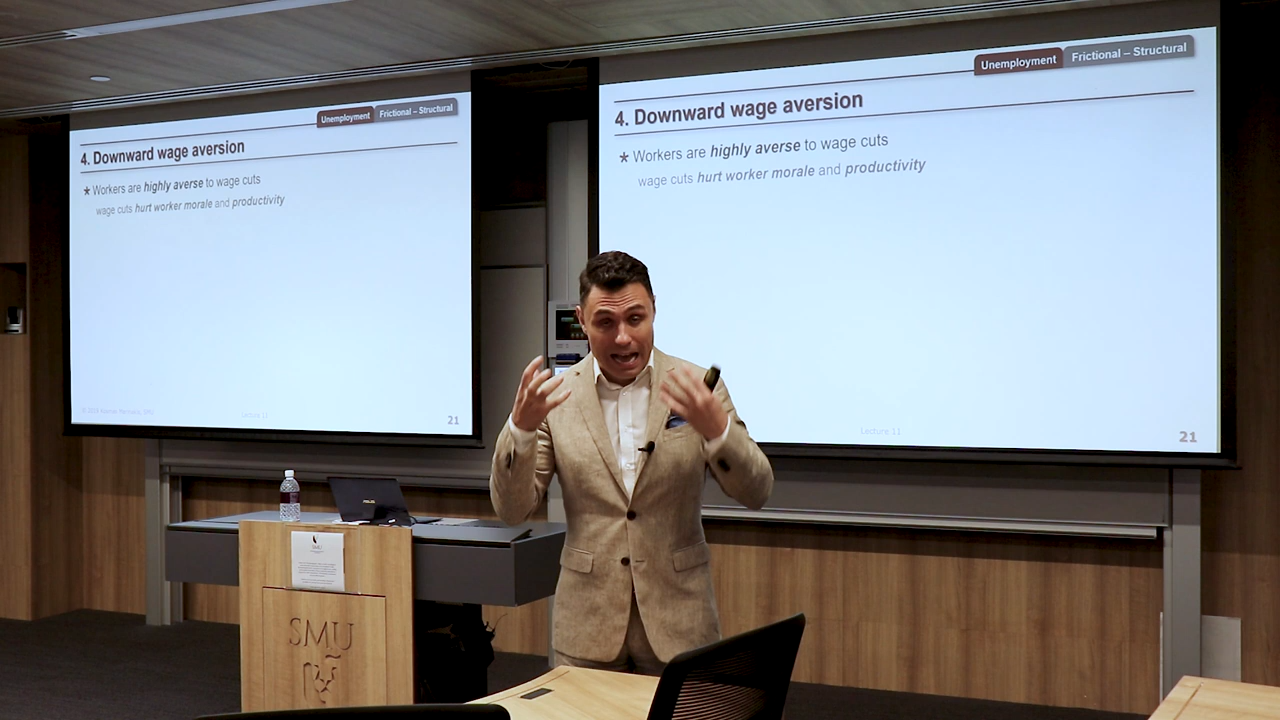 Unemployment Frictional – Structural
4. Downward wage aversion
★ Workers are highly averse to wage cuts
wage cuts hurt worker morale and productivity
21
Unemployment Frictional – Structural
4. Downward wage aversion
★ Workers are highly averse to wage cuts
wage cuts hurt worker morale and productivity
Lecture 11
21
SMU